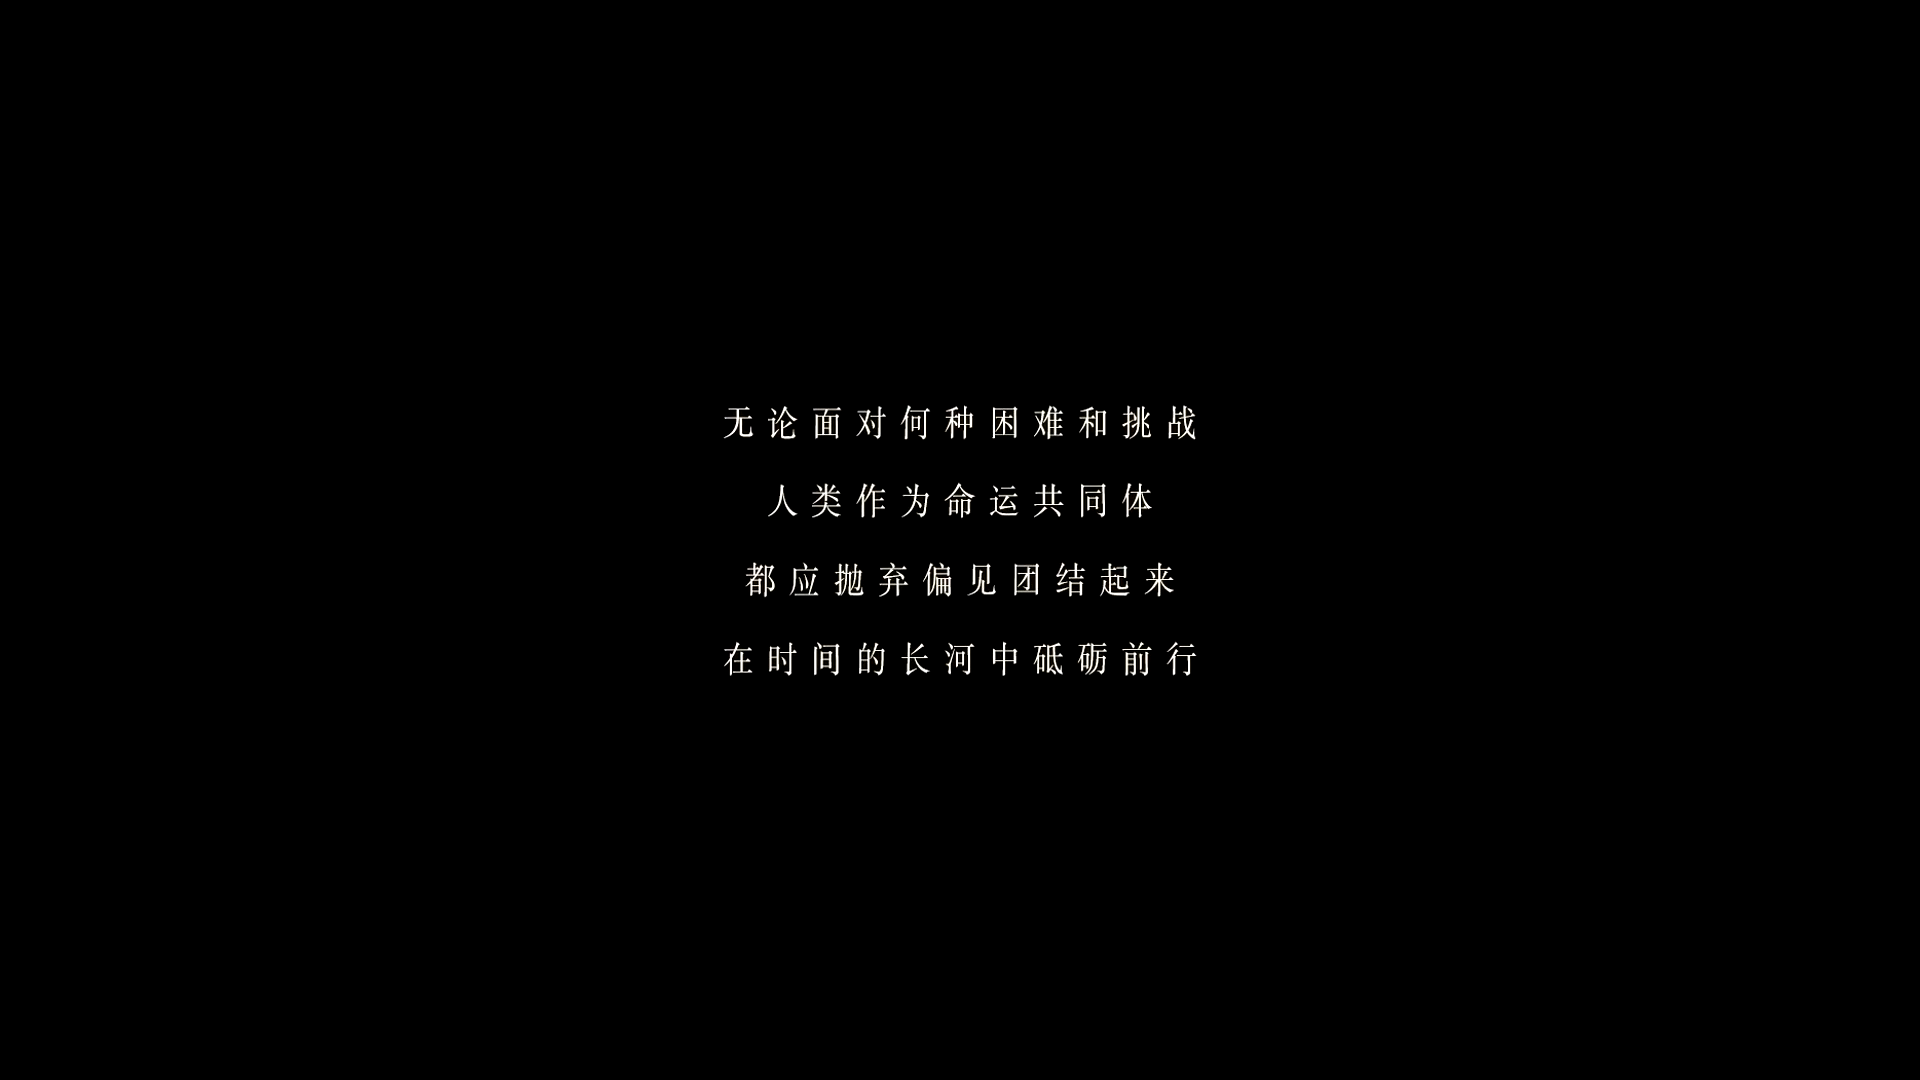 无论面对何种困难和挑战
人类作为命运共同体
都应抛弃偏见团结起来
在时间的长河中砥砺前行